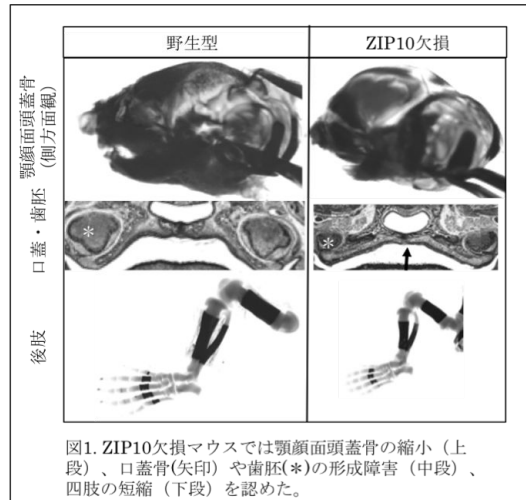 野生型
ZIP10欠損
顎顔面頭蓋骨
(側方面観)
口蓋・歯胚
*
*
後肢
図1. ZIP10欠損マウスでは顎顔面頭蓋骨の縮小（上
段）、口蓋骨(矢印）や歯胚(*)の形成障害（中段）、
四肢の短縮（下段）を認めた。